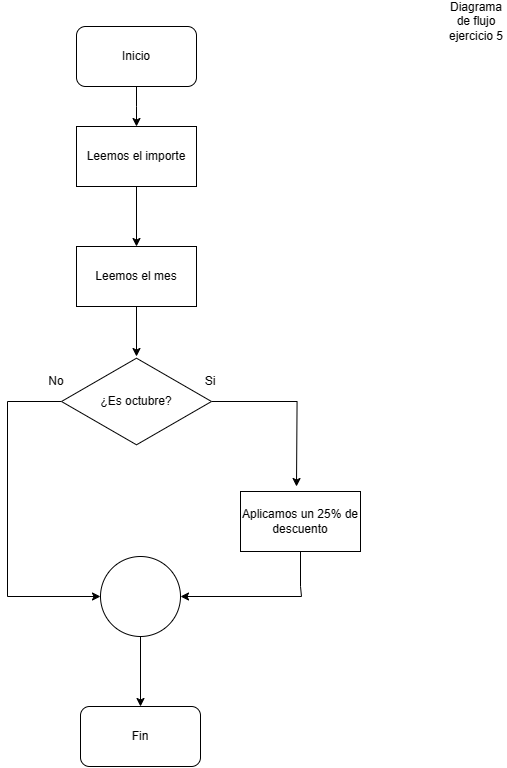 Diagrama
de flujo
ejercicio 5
Inicio
Leemos el importe
Leemos el mes
No
Si
¿Es octubre?
Aplicamos un 25% de
descuento
Fin